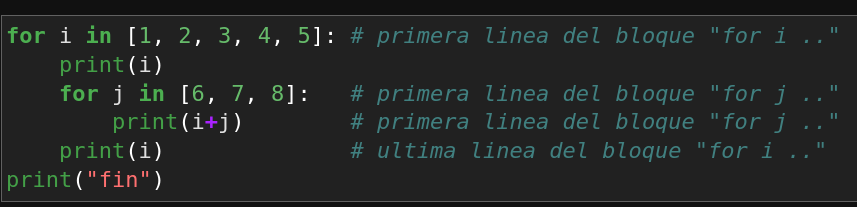 for i in [1, 2, 3, 4, 5]: # primera linea del bloque "for i .."
    print(i)
    for j in [6, 7, 8]:   # primera linea del bloque "for j .."
        print(i+j)        # primera linea del bloque "for j .."
    print(i)              # ultima linea del bloque "for i .."
print("fin")